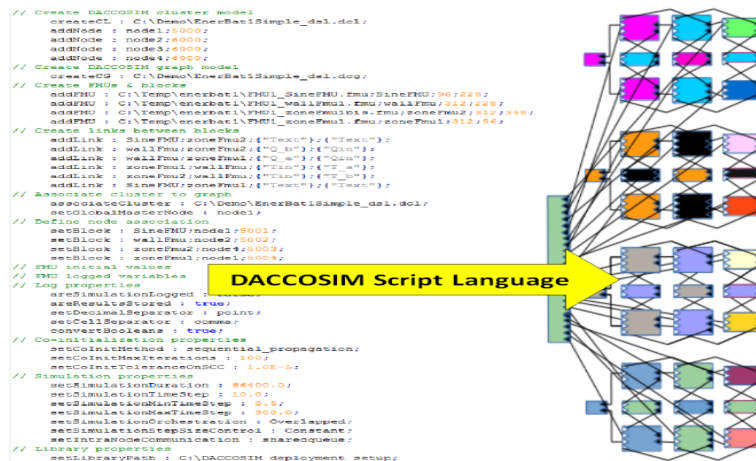 // Create DACCOSIM cluster model
createCL : C:\Demo\EnerBat1Simple_dsl.dcl;
addNode : node1;5000;
addNode : node2;6000;
addNode : node3;6000;
addNode : node4;6000;
// Create DACCOSIM graph model
createCG : C:\Demo\EnerBat1Simple_dsl.dcg;
// Create FMUs & blocks
addFMU : C:\Temp\enerbat1\FMU1_SineFMU.fmu;SineFMU;96;228;
addFMU : C:\Temp\enerbat1\FMU1_wallFmu1.fmu;wallFmu;312;228;
addFMU : C:\Temp\enerbat1\FMU1_zoneFmu1bis.fmu;zoneFmu2;312;348;
addFMU : C:\Temp\enerbat1\FMU1_zoneFmu1.fmu;zoneFmu1;312;84;
// Create links between blocks
addLink : SineFMU;zoneFmu2;{"Text"};{"Text"};
addLink : wallFmu;zoneFmu2;{"Q_b"};{"Qin"};
addLink : wallFmu;zoneFmu1;{"Q_a"};{"Qin"};
addLink : zoneFmu1;wallFmu;{"Tin"};{"T_a"};
addLink : zoneFmu2;wallFmu;{"Tin"};{"T_b"};
addLink : SineFMU;zoneFmu1;{"Text"};{"Text"};
// Associate cluster to graph
associateCluster : C:\Demo\EnerBat1Simple_dsl.dcl;
setGlobalMasterNode : node1;
// Define node association
setBlock : SineFMU;node1;5001;
setBlock : wallFmu;node2;5002;
setBlock : zoneFmu2;node4;5003;
setBlock : zoneFmu1;node1;5004;
// FMU initial values
// FMU logged variables
DACCOSIM Script Language
// Log properties
areSimulationLogged :
areResultsStored : true;
setDecimalSeparator : point;
setCellSeparator : comma;
convertBooleans : true;
// Co-initialization properties
setCoInitMethod : sequential_propagation;
setCoInitMaxIterations : 100;
setCoInitToleranceOnSCC : 1.0E-5;
// Simulation properties
setSimulationDuration : 86400.0;
setSimulationTimeStep : 10.0;
setSimulationMinTimeStep : 0.5;
setSimulationMaxTimeStep : 300.0;
setSimulationOrchestration : Overlapped;
setSimulationStepSizeControl : Constant;
setIntraNodeCommunication : sharedqueue;
// Library properties
setLibraryPath : C:\DACCOSIM deployment setup;